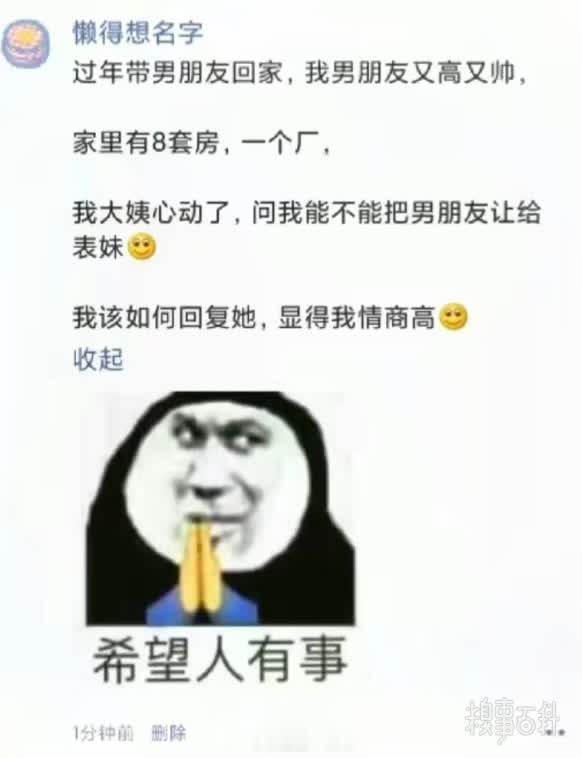 懒得想名字
过年带男朋友回家，我男朋友又高又帅，
家里有8套房，一个厂，
我大姨心动了，问我能不能把男朋友让给
表妹
我该如何回复她，显得我情商高
收起
希望人有事
1分钟前 删除
糗事百科